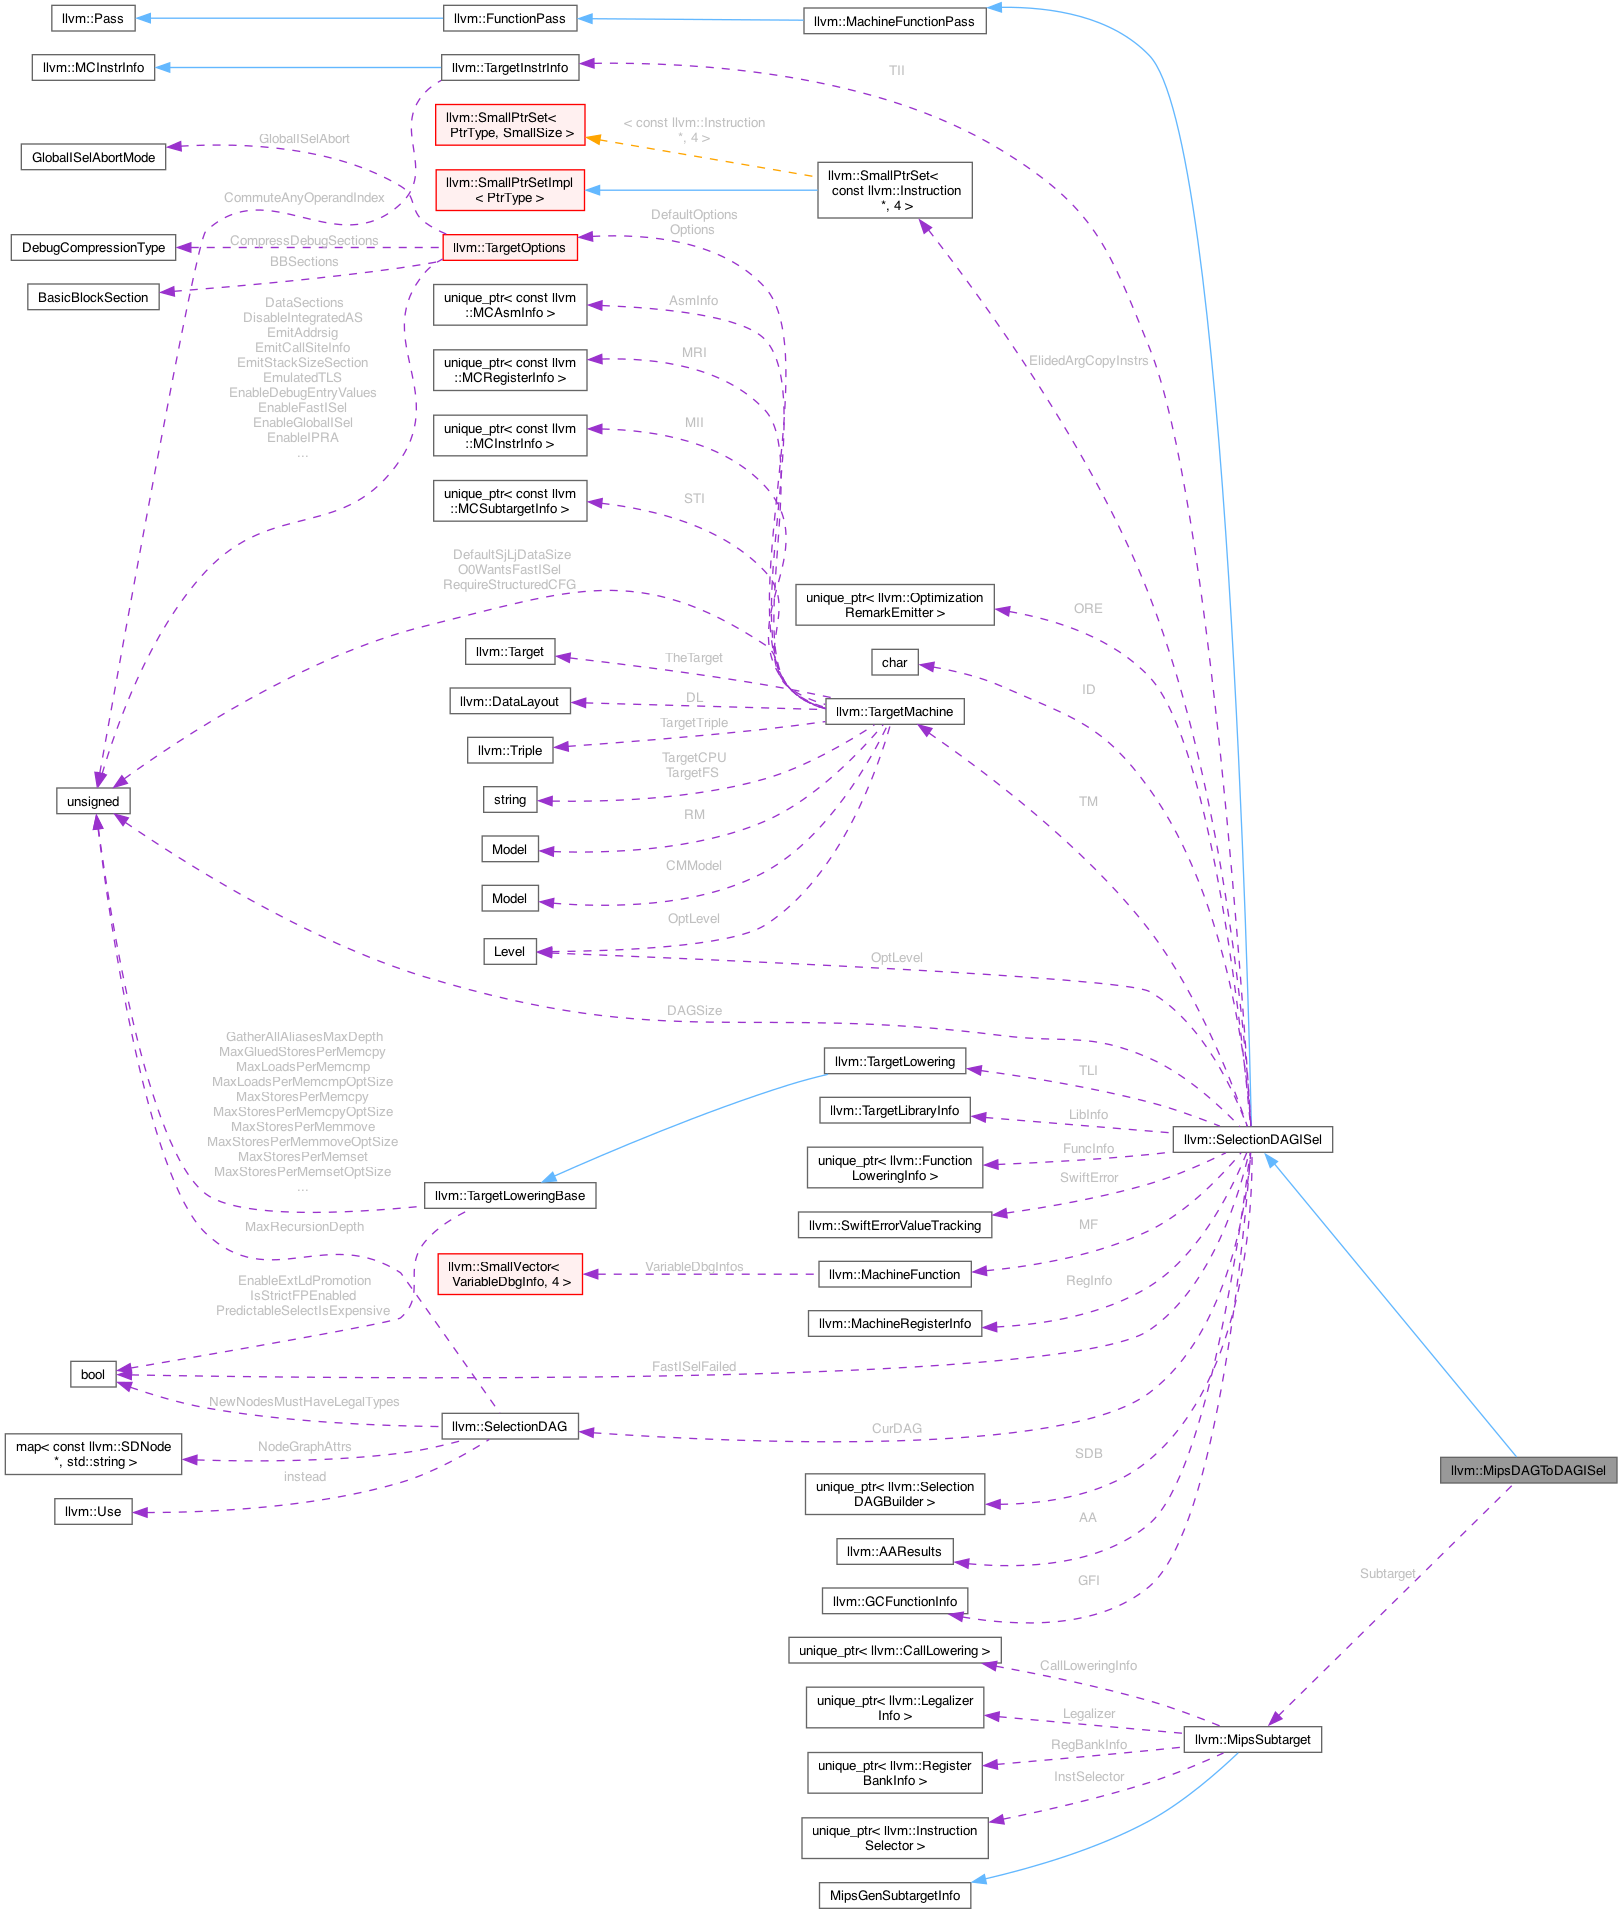 llvm::Pass
llvm::FunctionPass
llvm::MachineFunctionPass
llvm::MCInstrInfo
llvm::TargetInstrInfo
TII
llvm::SmallPtrSet<
PtrType, SmallSize >
< const llvm::Instruction
*, 4 >
GlobalISelAbort
GlobalISelAbortMode
llvm::SmallPtrSetImpl
< PtrType >
llvm::SmallPtrSet<
const llvm::Instruction
*, 4 >
CommuteAnyOperandIndex
DefaultOptions
Options
DebugCompressionType
CompressDebugSections
llvm::TargetOptions
BBSections
BasicBlockSection
unique_ptr< const llvm
::MCAsmInfo >
AsmInfo
DataSections
DisableIntegratedAS
EmitAddrsig
EmitCallSiteInfo
EmitStackSizeSection
EmulatedTLS
EnableDebugEntryValues
EnableFastISel
EnableGlobalISel
EnableIPRA
...
unique_ptr< const llvm
::MCRegisterInfo >
MRI
ElidedArgCopyInstrs
unique_ptr< const llvm
::MCInstrInfo >
MII
unique_ptr< const llvm
::MCSubtargetInfo >
STI
DefaultSjLjDataSize
O0WantsFastISel
RequireStructuredCFG
unique_ptr< llvm::Optimization
RemarkEmitter >
ORE
llvm::Target
TheTarget
char
ID
llvm::DataLayout
DL
llvm::TargetMachine
llvm::Triple
TargetTriple
TargetCPU
TargetFS
unsigned
string
TM
RM
Model
CMModel
Model
OptLevel
Level
OptLevel
DAGSize
GatherAllAliasesMaxDepth
MaxGluedStoresPerMemcpy
MaxLoadsPerMemcmp
MaxLoadsPerMemcmpOptSize
MaxStoresPerMemcpy
MaxStoresPerMemcpyOptSize
MaxStoresPerMemmove
MaxStoresPerMemmoveOptSize
MaxStoresPerMemset
MaxStoresPerMemsetOptSize
...
llvm::TargetLowering
TLI
llvm::TargetLibraryInfo
LibInfo
llvm::SelectionDAGISel
unique_ptr< llvm::Function
LoweringInfo >
FuncInfo
SwiftError
llvm::TargetLoweringBase
llvm::SwiftErrorValueTracking
MaxRecursionDepth
MF
llvm::SmallVector<
VariableDbgInfo, 4 >
VariableDbgInfos
llvm::MachineFunction
EnableExtLdPromotion
IsStrictFPEnabled
PredictableSelectIsExpensive
RegInfo
llvm::MachineRegisterInfo
bool
FastISelFailed
NewNodesMustHaveLegalTypes
llvm::SelectionDAG
CurDAG
map< const llvm::SDNode
*, std::string >
NodeGraphAttrs
SDB
instead
llvm::MipsDAGToDAGISel
unique_ptr< llvm::Selection
DAGBuilder >
llvm::Use
AA
llvm::AAResults
Subtarget
GFI
llvm::GCFunctionInfo
unique_ptr< llvm::CallLowering >
CallLoweringInfo
unique_ptr< llvm::Legalizer
Info >
Legalizer
llvm::MipsSubtarget
RegBankInfo
unique_ptr< llvm::Register
BankInfo >
InstSelector
unique_ptr< llvm::Instruction
Selector >
MipsGenSubtargetInfo